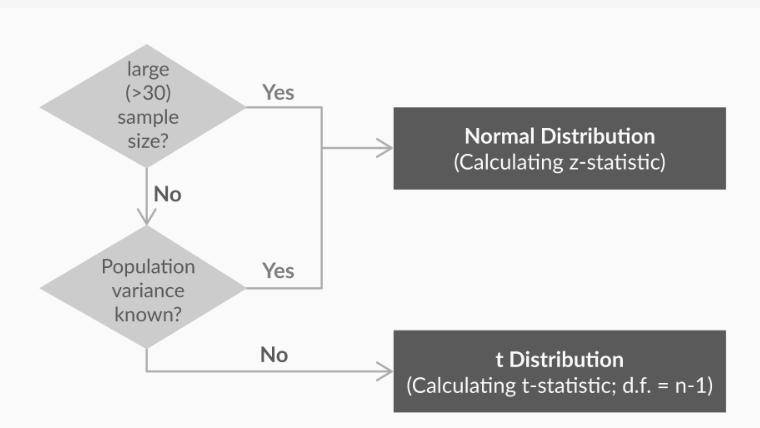 large
(>30)
sample
size?
Yes
Normal Distribution
(Calculating z-statistic)
No
Population
variance
known?
Yes
No
t Distribution
(Calculating t-statistic; d.f. = n-1)